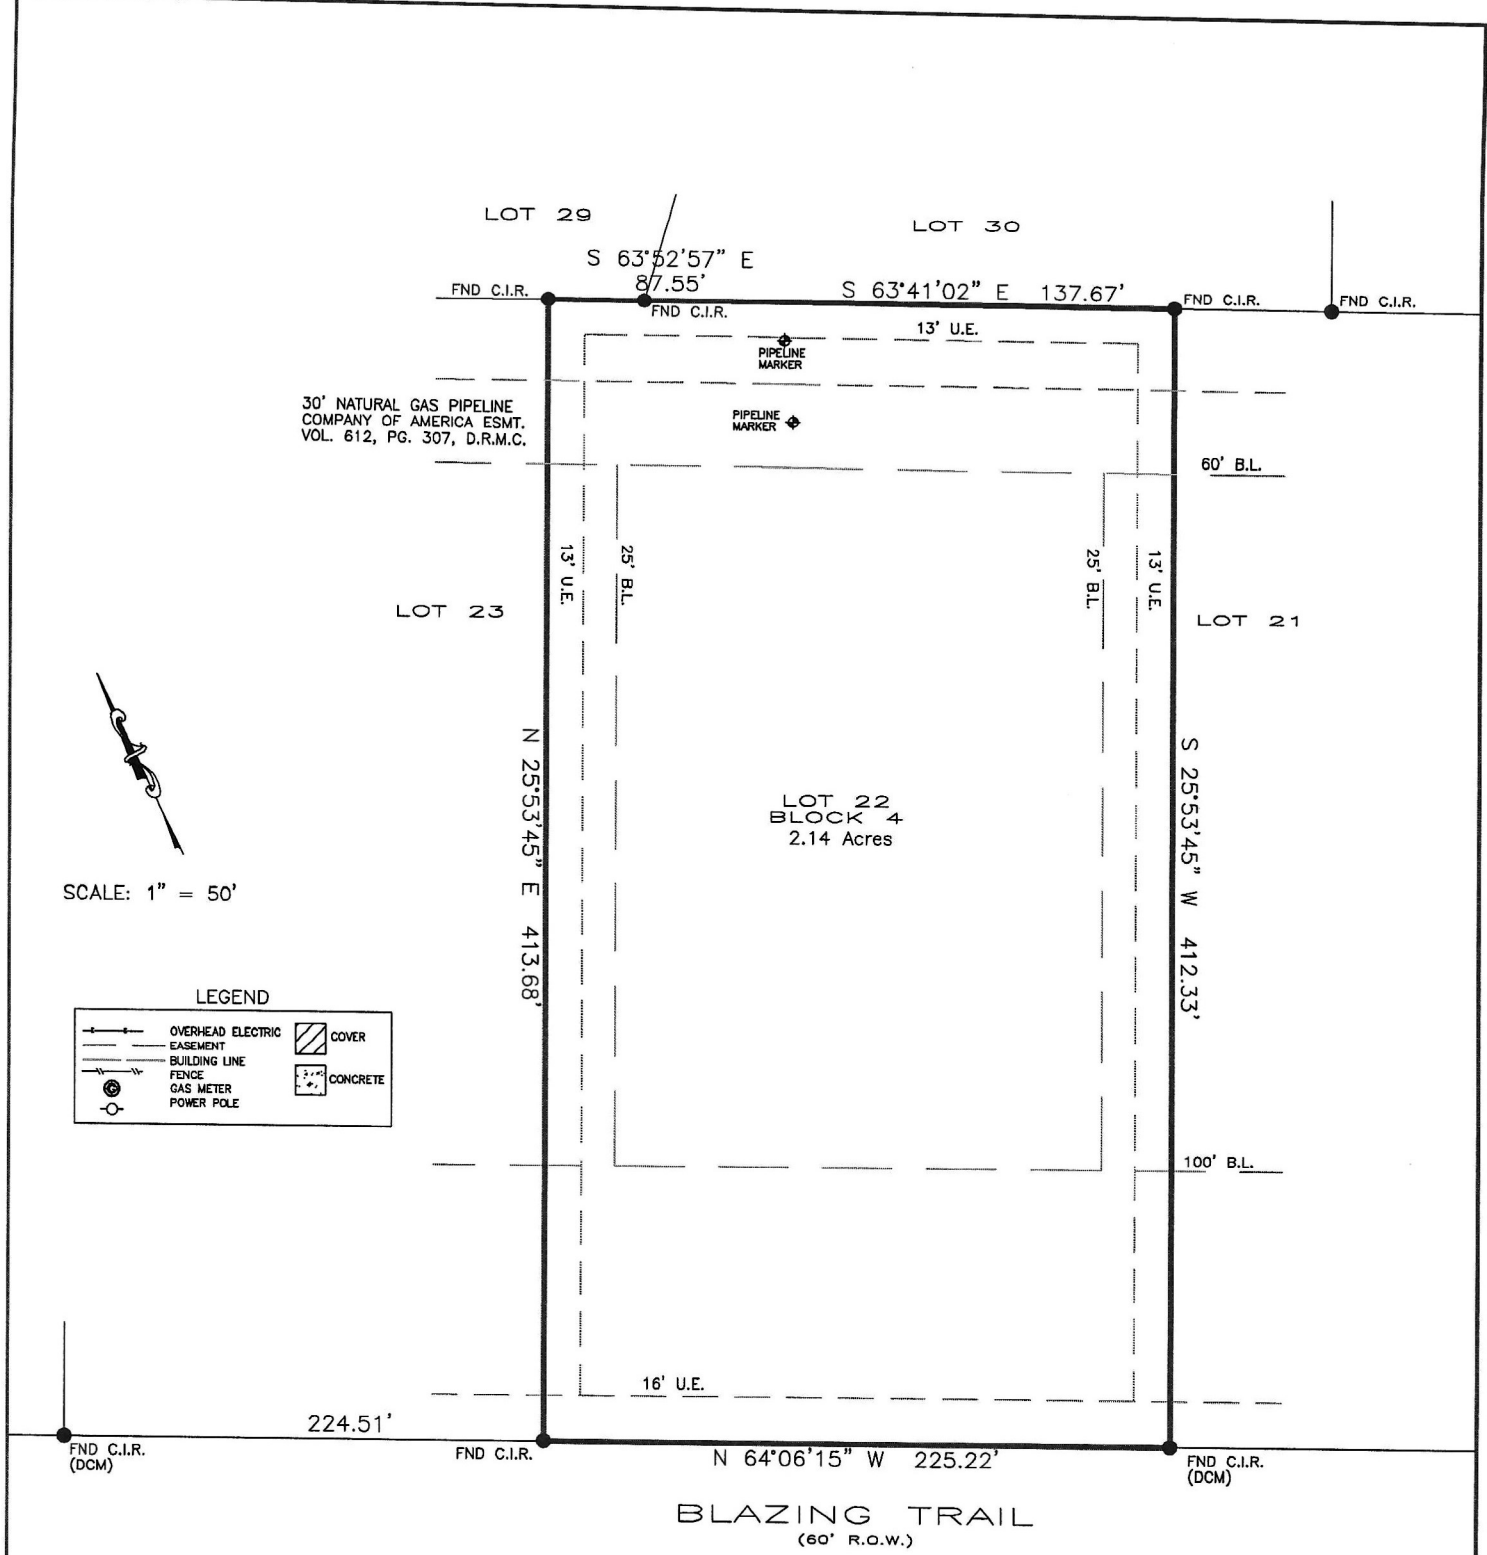 LOT 29
LOT 30
S 63°52'57" E
87.55'
S 63°41'02" E 137.67'
FND C.I.R.
FND C.I.R.
FND C.I.R.
FND C.I.R.
13' U.E.
PIPELINE
MARKER
30' NATURAL GAS PIPELINE
COMPANY OF AMERICA ESMT.
VOL. 612, PG. 307, D.R.M.C.
PIPELINE
MARKER
60' B.L.
13' U.E.
25' B.L.
25' B.L.
13' U.E.
LOT 23
LOT 21
N 25°53'45" E 413.68'
S 25°53'45" W 412.33'
LOT 22
BLOCK 4
2.14 Acres
SCALE: 1" = 50'
LEGEND
OVERHEAD ELECTRIC
EASEMENT
BUILDING LINE
FENCE
G
GAS METER
POWER POLE
COVER
CONCRETE
100' B.L.
16' U.E.
224.51'
FND C.I.R.
(DCM)
FND C.I.R.
N 64°06'15" W 225.22'
FND C.I.R.
(DCM)
BLAZING TRAIL
(60' R.O.W.)